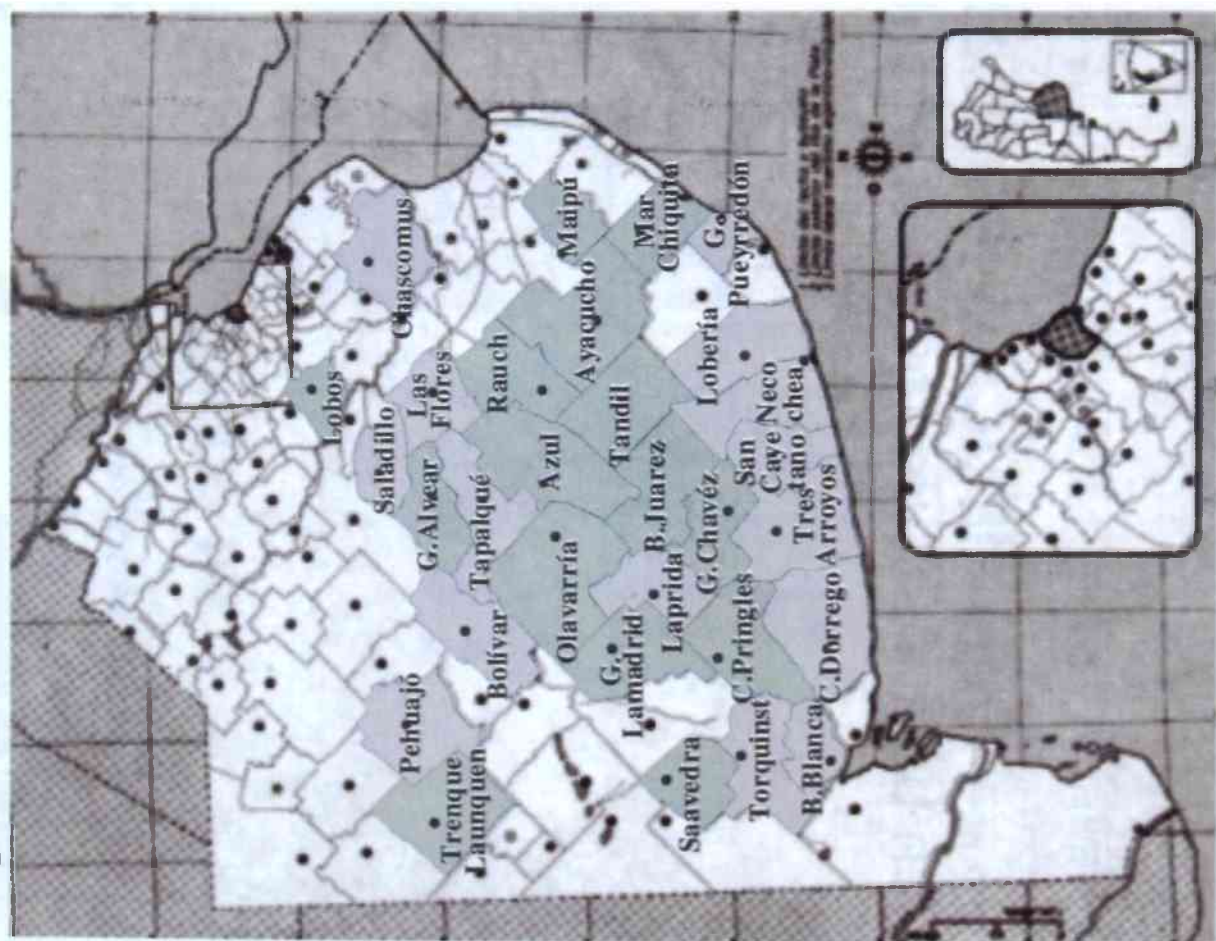 Lobos
Chascomus
Saladillo
Las
Flores
Rauch
Maipú
Mar
Chiquita
Ayacucho
G.
Pueyrredón
G. Alvear
Tapalqué
Azul
Tandil
Lobería
Neco
chea
San
Caye
tano
Pehuajó
Bolívar
Olavarría
B. Juarez
G. Chavéz
Tres
Arroyos
Laprida
G.
Lamadrid
C. Pringles
C. Dorrego
Trenque
Launquen
Saavedra
Torquinst
B. Blanca